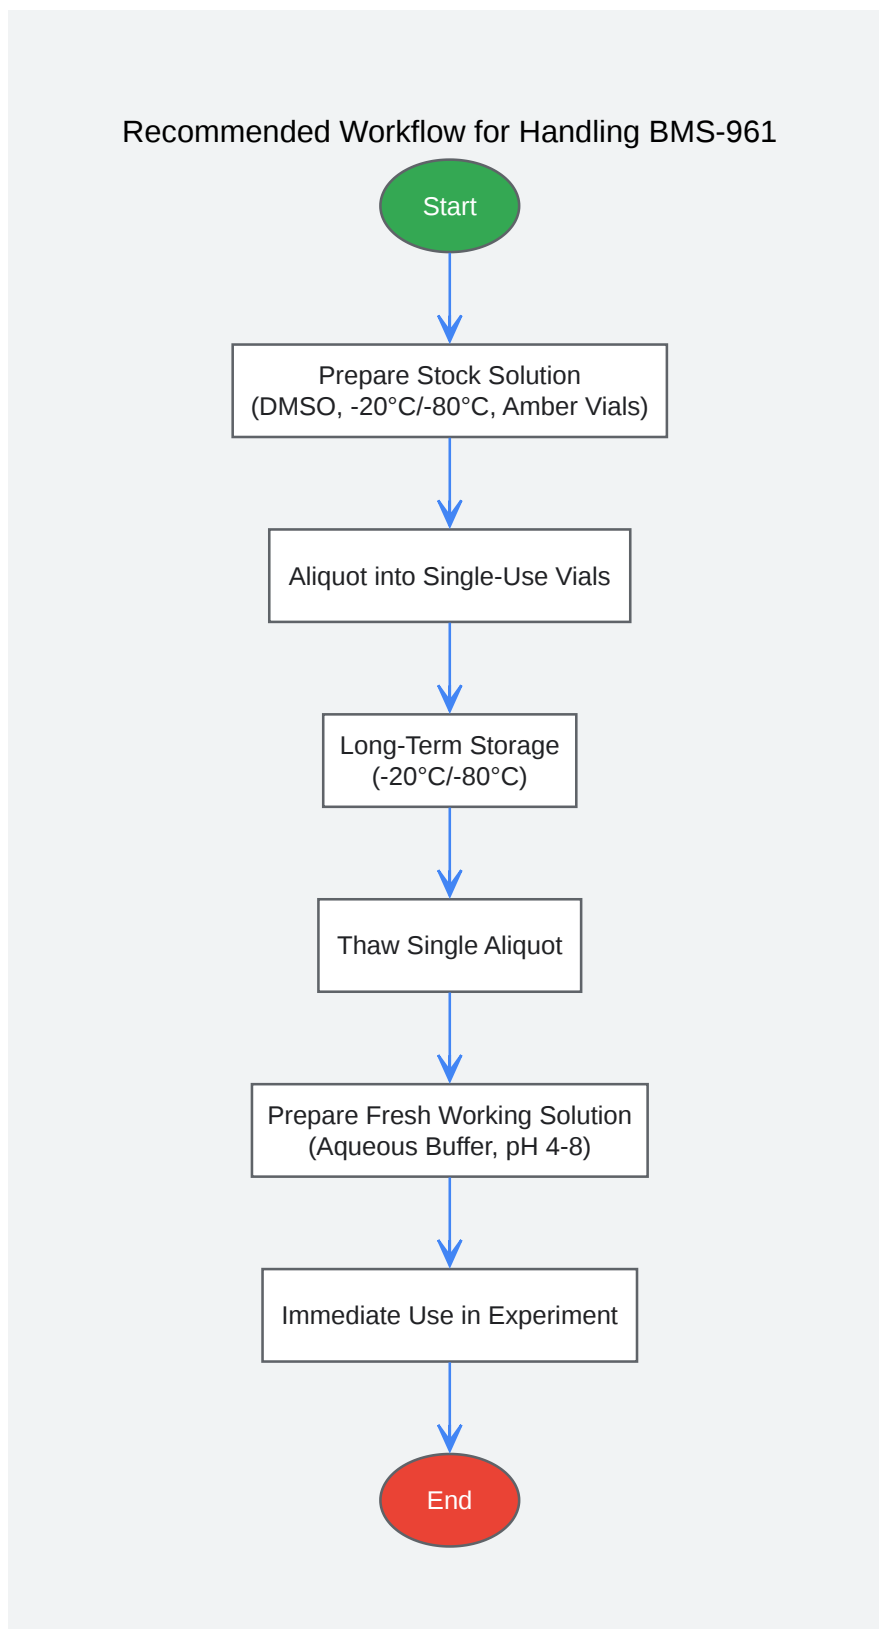 Recommended Workflow for Handling BMS-961
Start
Prepare Stock Solution
(DMSO, -20°C/-80°C, Amber Vials)
Aliquot into Single-Use Vials
Long-Term Storage
(-20°C/-80°C)
Thaw Single Aliquot
Prepare Fresh Working Solution
(Aqueous Buffer, pH 4-8)
Immediate Use in Experiment
End